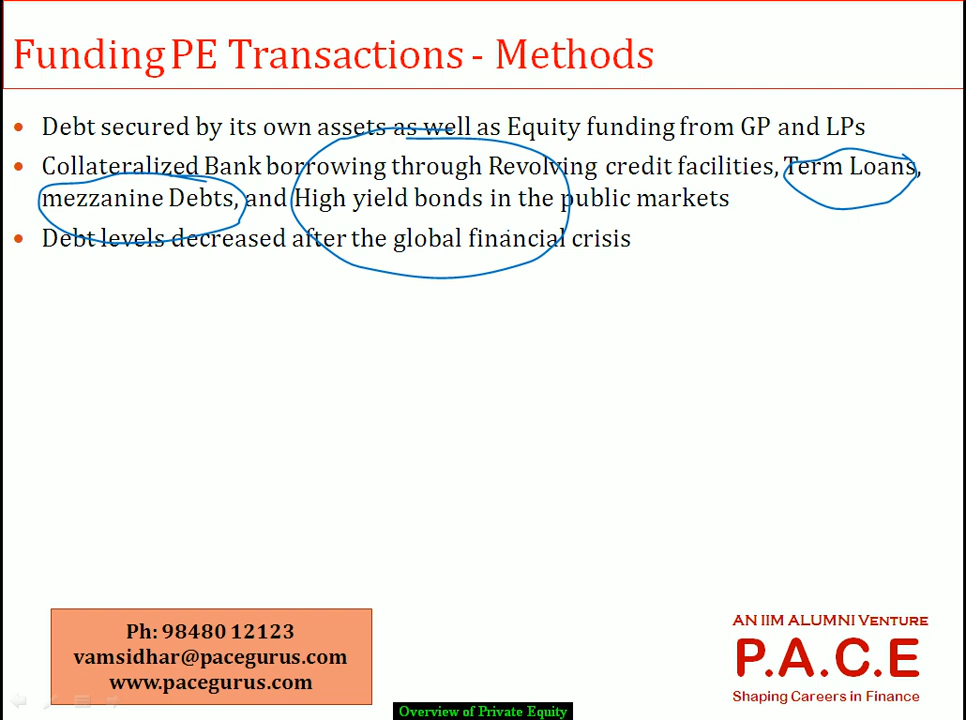 Funding PE Transactions - Methods
Debt secured by its own assets as well as Equity funding from GP and LPs
Collateralized Bank borrowing through Revolving credit facilities, Term Loans,
mezzanine Debts, and High yield bonds in the public markets
Debt levels decreased after the global financial crisis
Ph: 98480 12123
vamsidhar@pacegurus.com
www.pacegurus.com
AN IIM ALUMNI VENTURE
P.A.C.E
Shaping Careers in Finance
Overview of Private Equity